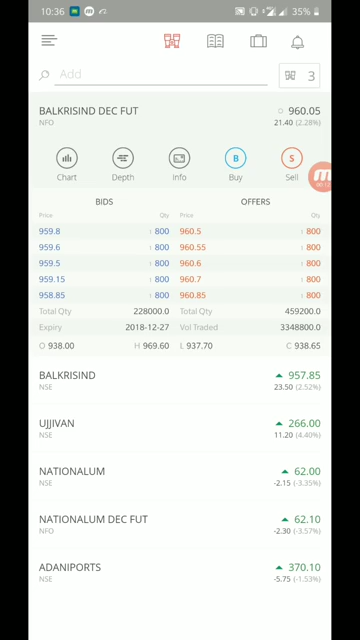 10:36 35%
Add 3
BALKRISIND DEC FUT 960.05
NFO 21.40 (2.28%)
B S
Chart Depth Info Buy Sell
BIDS OFFERS
Price Qty Price Qty
959.8 800 960.5 800
959.6 800 960.55 800
959.5 800 960.6 800
959.15 800 960.7 800
958.85 800 960.85 800
Total Qty 228000.0 Total Qty 459200.0
Expiry 2018-12-27 Vol Traded 3348800.0
O 938.00 H 969.60 L 937.70 C 938.65
BALKRISIND 957.85
NSE 23.50 (2.52%)
UJJIVAN 266.00
NSE 11.20 (4.40%)
NATIONALUM 62.00
NSE -2.15 (-3.35%)
NATIONALUM DEC FUT 62.10
NFO -2.30 (-3.57%)
ADANIPORTS 370.10
NSE -5.75 (-1.53%)